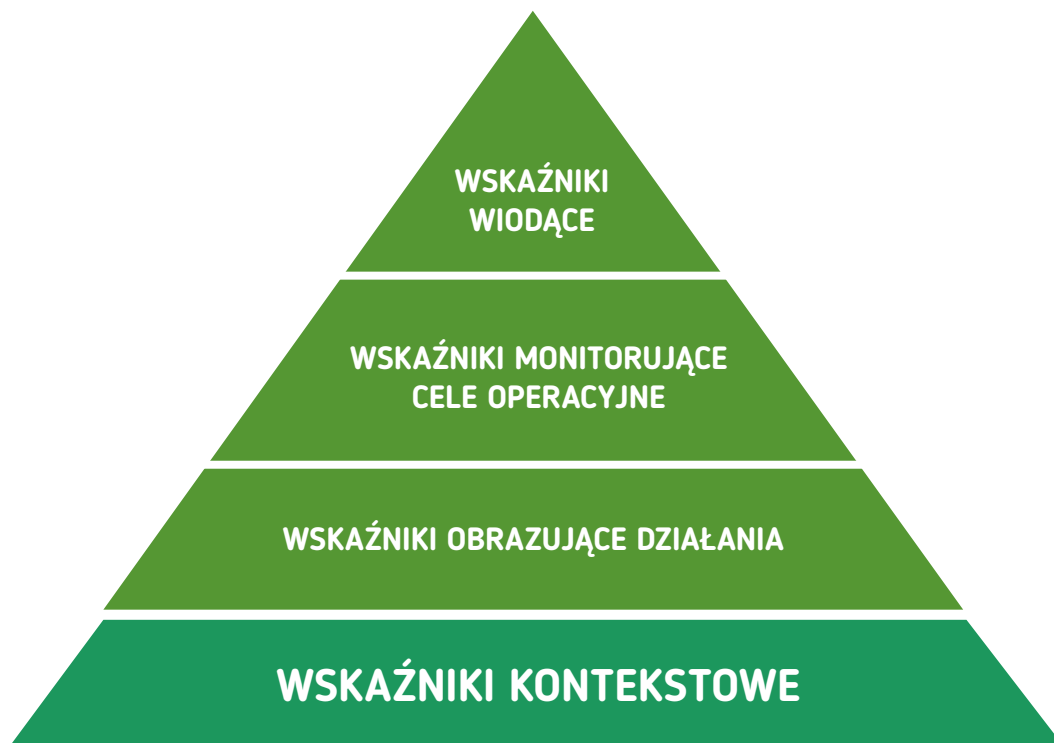 WSKAŹNIKI
WIODĄCE
WSKAŹNIKI MONITORUJĄCE
CELE OPERACYJNE
WSKAŹNIKI OBRAZUJĄCE DZIAŁANIA
WSKAŹNIKI KONTEKSTOWE